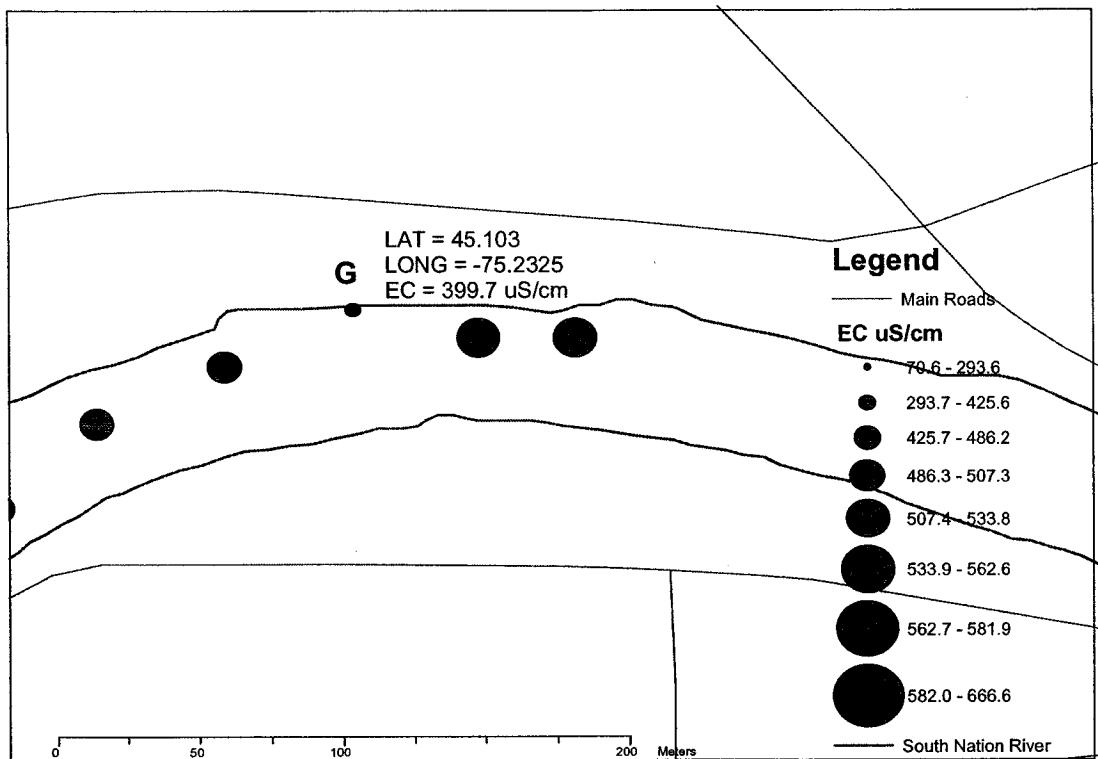 LAT = 45.103
LONG = -75.2325
EC = 399.7 uS/cm
G
Legend
Main Roads
EC uS/cm
70.6 - 293.6
293.7 - 425.6
425.7 - 486.2
486.3 - 507.3
507.4 - 533.8
533.9 - 562.6
562.7 - 581.9
582.0 - 666.6
South Nation River
0 50 100 200 Meters